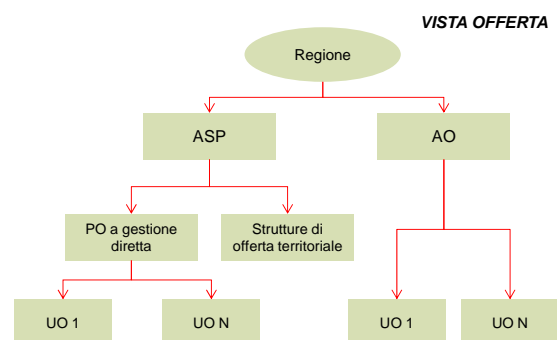 VISTA OFFERTA
Regione
ASP
AO
PO a gestione
diretta
Strutture di
offerta territoriale
UO 1
UO N
UO 1
UO N